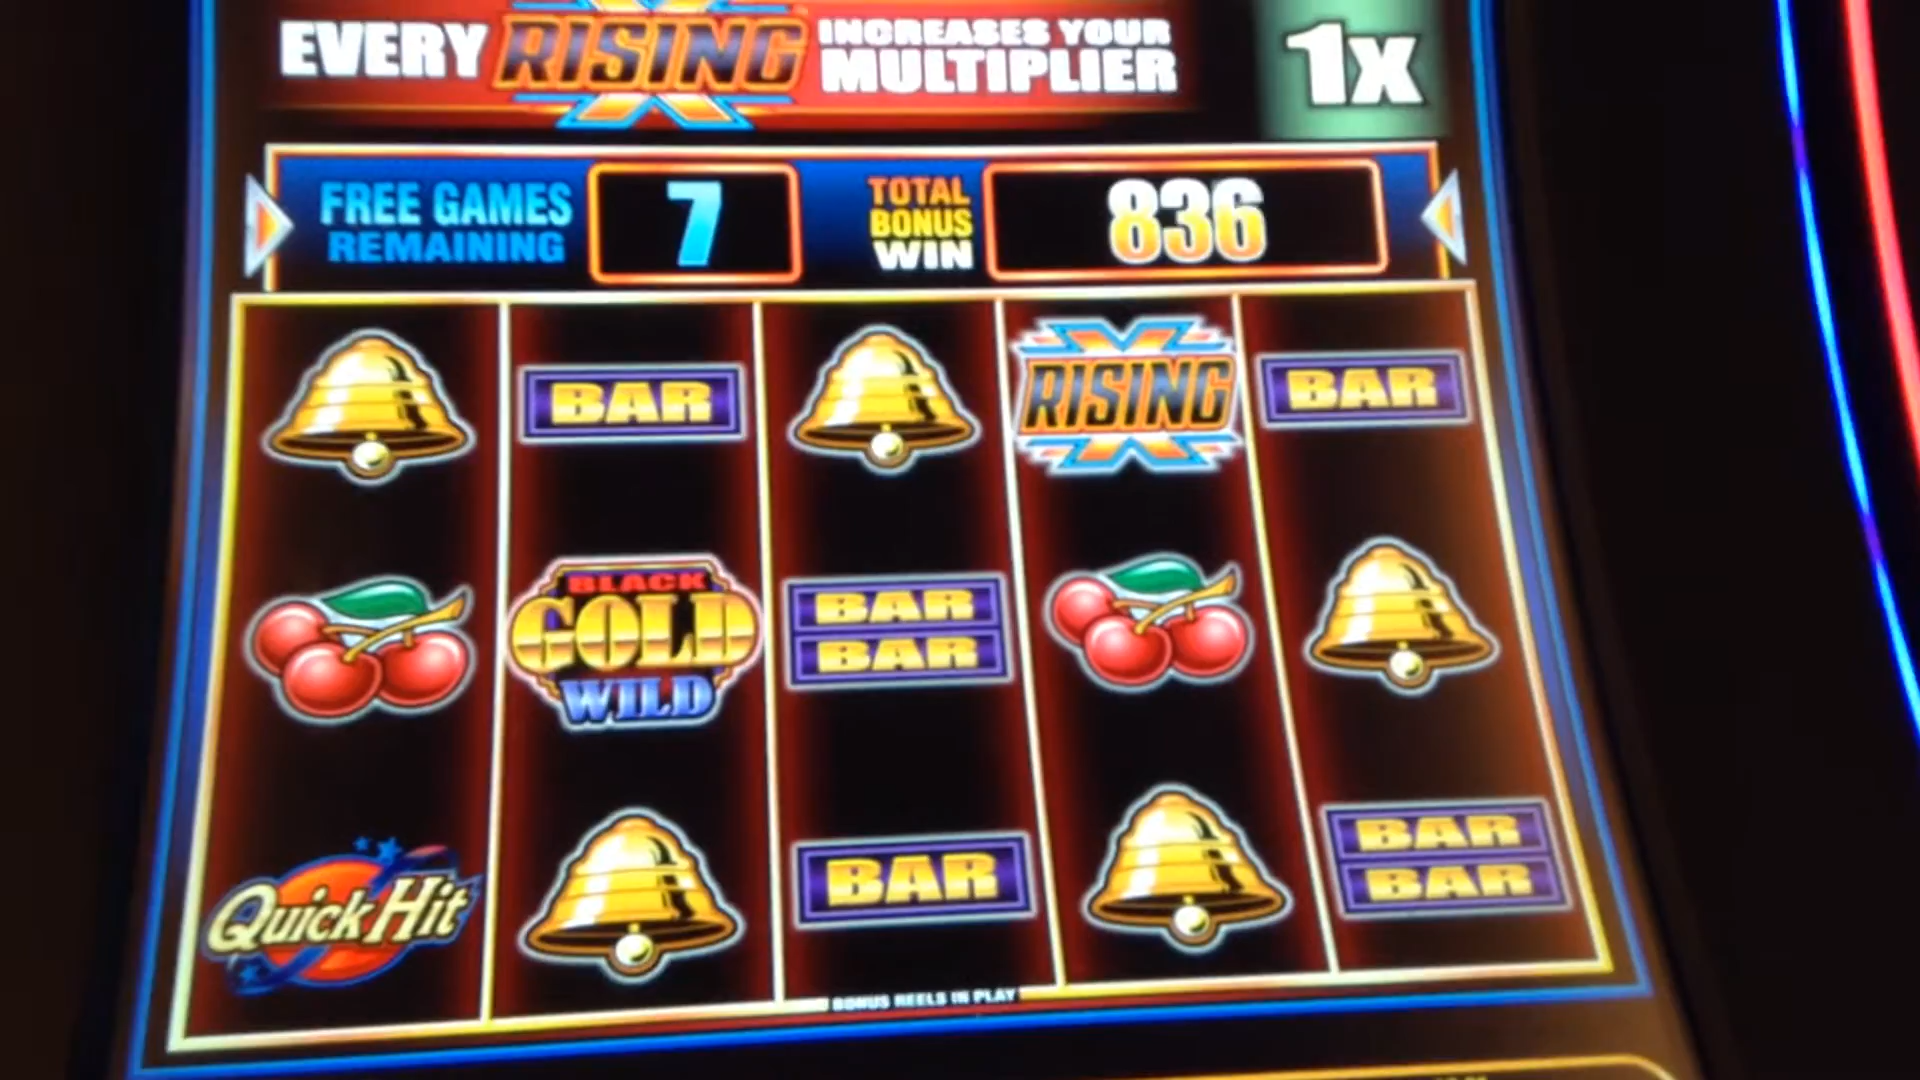 EVERY RISING INCREASES YOUR MULTIPLIER
1X
FREE GAMES REMAINING
7
TOTAL BONUS WIN
836
BAR
RISING
BAR
BLACK GOLD WILD
BAR
BAR
Quick Hit
BAR
BAR
BAR
BONUS REELS IN PLAY